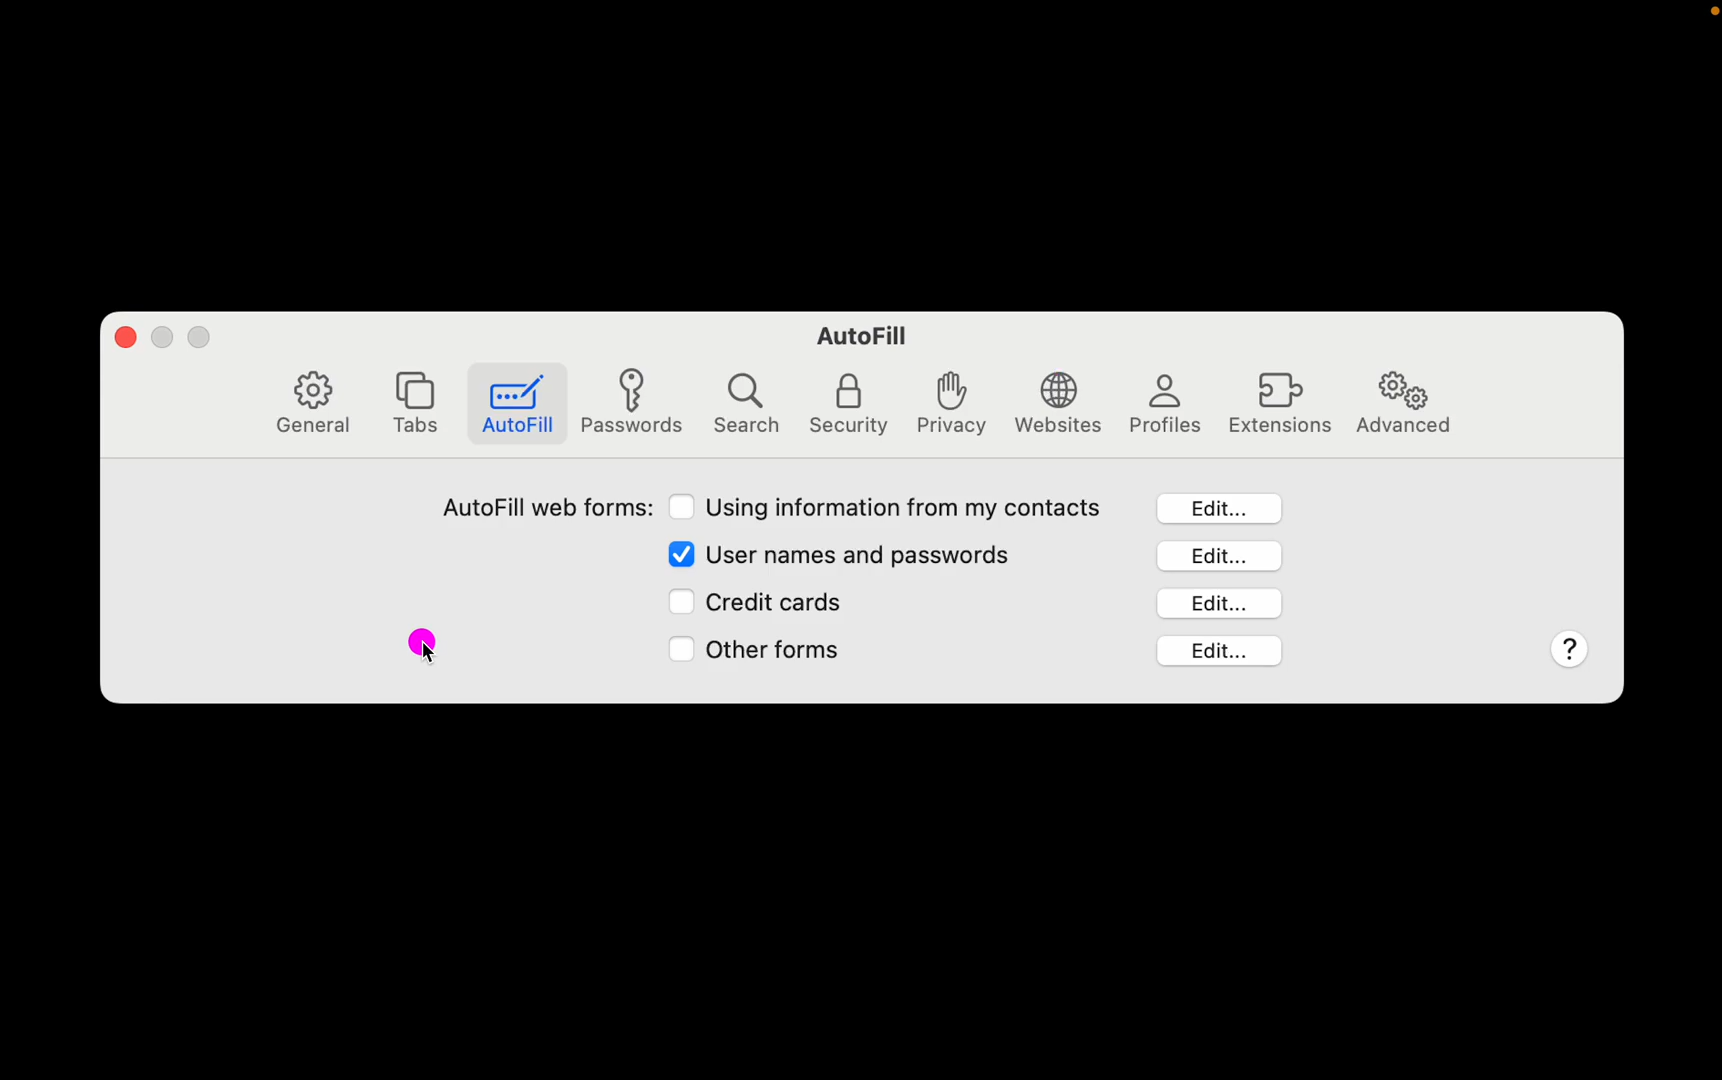 AutoFill
General Tabs AutoFill Passwords Search Security Privacy Websites Profiles Extensions Advanced
AutoFill web forms: Using information from my contacts Edit...
User names and passwords Edit...
Credit cards Edit...
Other forms Edit... ?